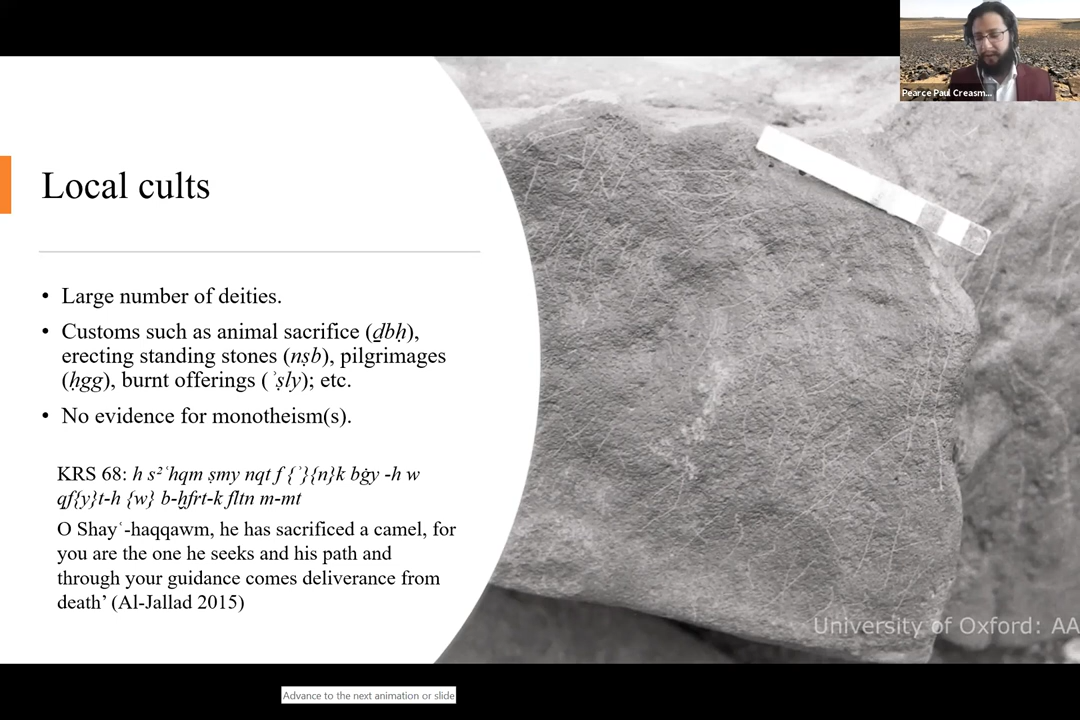 Pearce Paul Creasm...
Local cults
• Large number of deities.
• Customs such as animal sacrifice (ḏbḥ),
erecting standing stones (nṣb), pilgrimages
(ḥgg), burnt offerings (ʾṣly); etc.
• No evidence for monotheism(s).
KRS 68: h s²ʿhqm ṣmy nqt f {ʾ}{n}k bġy -h w
qf{y}t-h {w} b-ḫfrt-k fltn m-mt
O Shayʿ-haqqawm, he has sacrificed a camel, for
you are the one he seeks and his path and
through your guidance comes deliverance from
death’ (Al-Jallad 2015)
University of Oxford: AA
Advance to the next animation or slide